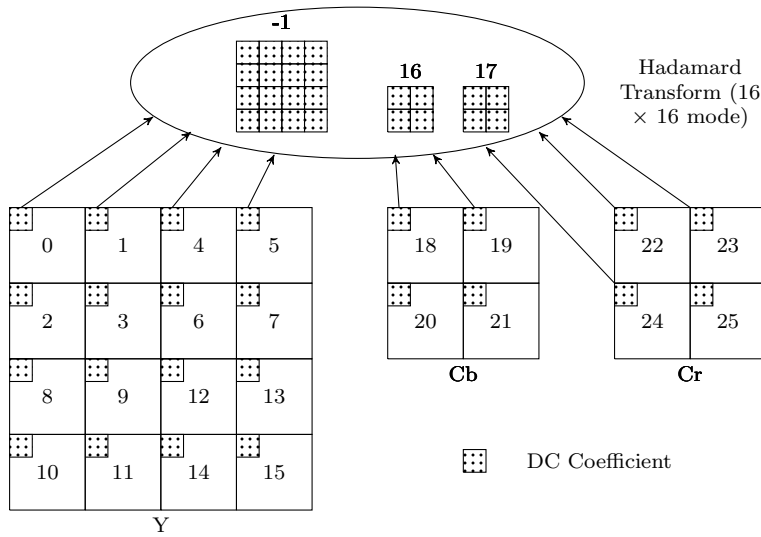 -1
16 17
Hadamard
Transform (16
× 16 mode)
0 1 4 5
18 19
22 23
2 3 6 7
20 21
24 25
Cb
Cr
8 9 12 13
10 11 14 15
DC Coefficient
Y